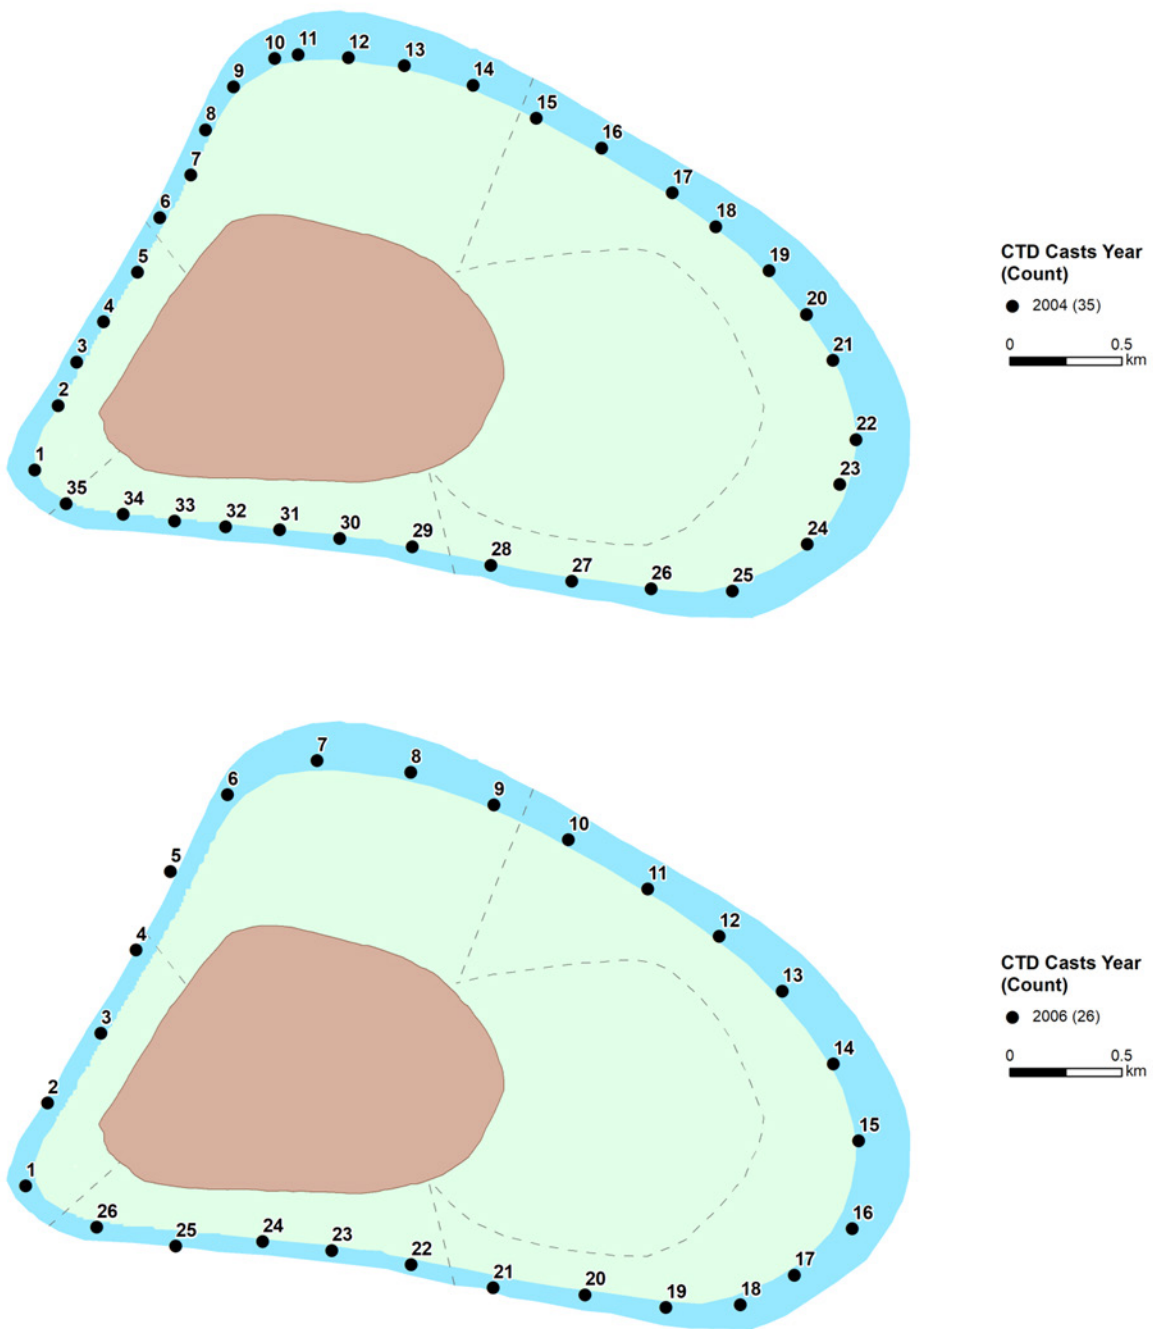 10 11 12 13
9 14
8 15
7 16
6 17
5 18
4 19
3 20
2 21
1 22
35 34 33 32 31 30 29 28 27 26 25 24 23
CTD Casts Year
(Count)
2004 (35)
0 0.5
km
7 8
6 9
5 10
4 11
3 12
2 13
1 14
26 25 24 23 22 21 20 19 18 17 16 15
CTD Casts Year
(Count)
2006 (26)
0 0.5
km